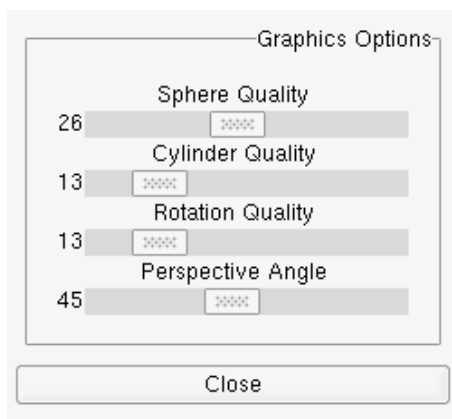 Graphics Options
Sphere Quality
26
Cylinder Quality
13
Rotation Quality
13
Perspective Angle
45
Close